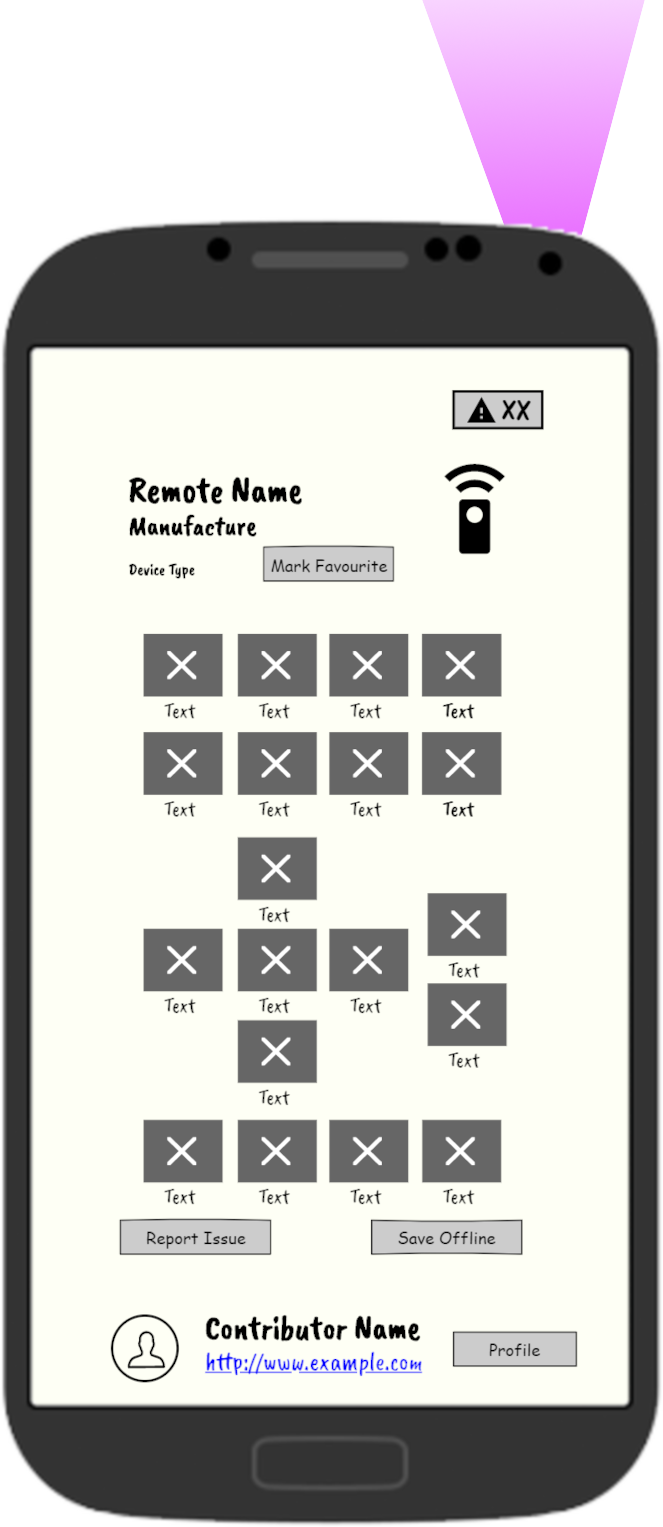 XX
Remote Name
Manufacture
Device Type
Mark Favourite
Text Text Text Text
Text Text Text Text
Text
Text
Text Text Text
Text
Text
Text Text Text Text
Report Issue Save Offline
Contributor Name
http://www.example.com
Profile